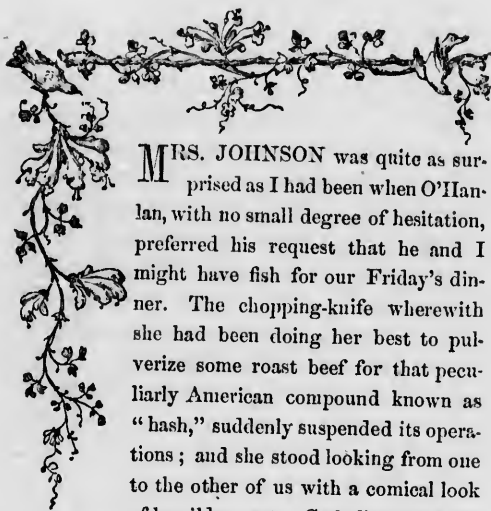 MRS. JOHNSON was quite as sur-
prised as I had been when O'Han-
lan, with no small degree of hesitation,
preferred his request that he and I
might have fish for our Friday's din-
ner. The chopping-knife wherewith
she had been doing her best to pul-
verize some roast beef for that pecu-
liarly American compound known as
"hash," suddenly suspended its opera-
tions; and she stood looking from one
to the other of us with a comical look